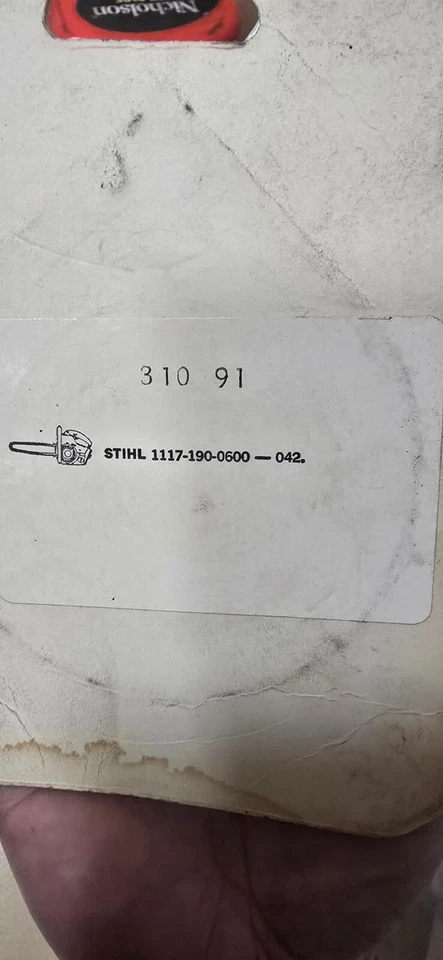 Nicholson
310 91
STIHL 1117-190-0600 — 042.